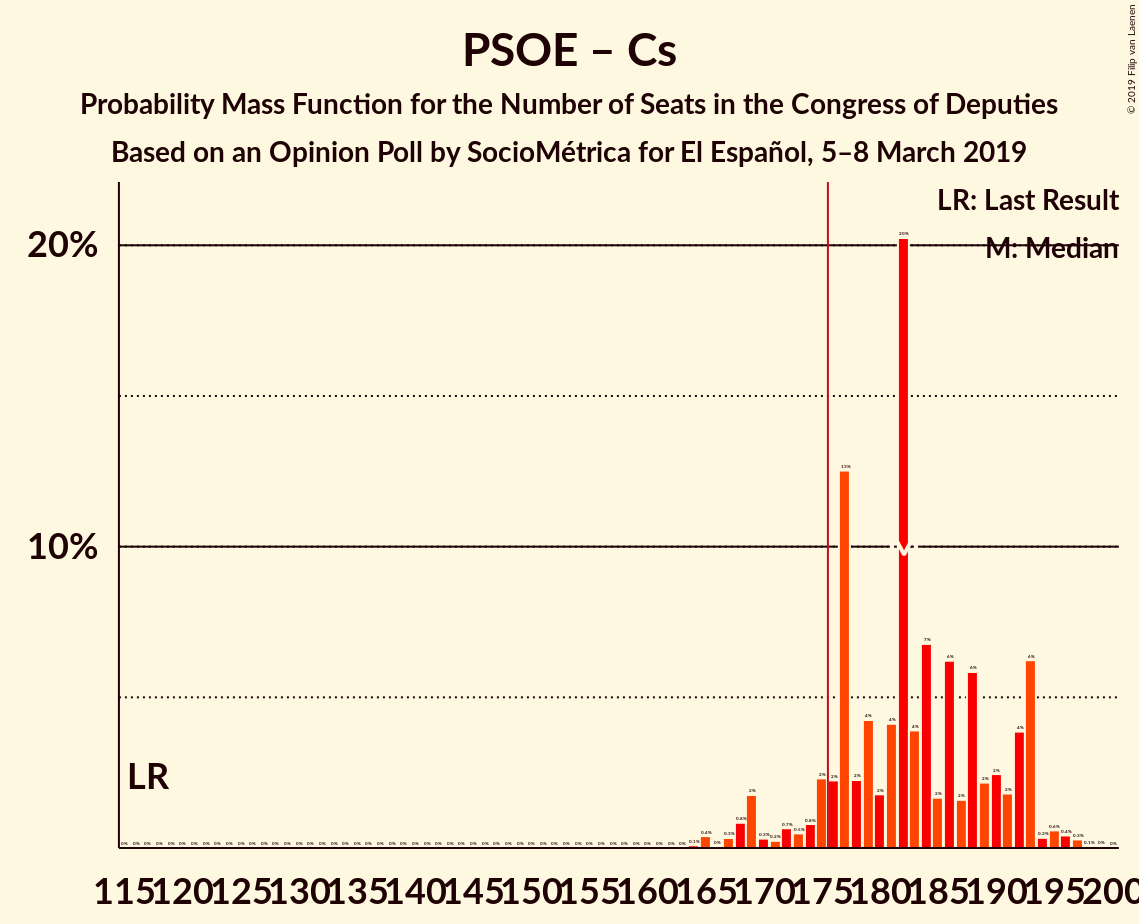 PSOE – Cs
Probability Mass Function for the Number of Seats in the Congress of Deputies
Based on an Opinion Poll by SocioMétrica for El Español, 5–8 March 2019
© 2019 Filip van Laenen
LR: Last Result
M: Median
20%
10%
LR
M
115 120 125 130 135 140 145 150 155 160 165 170 175 180 185 190 195 200